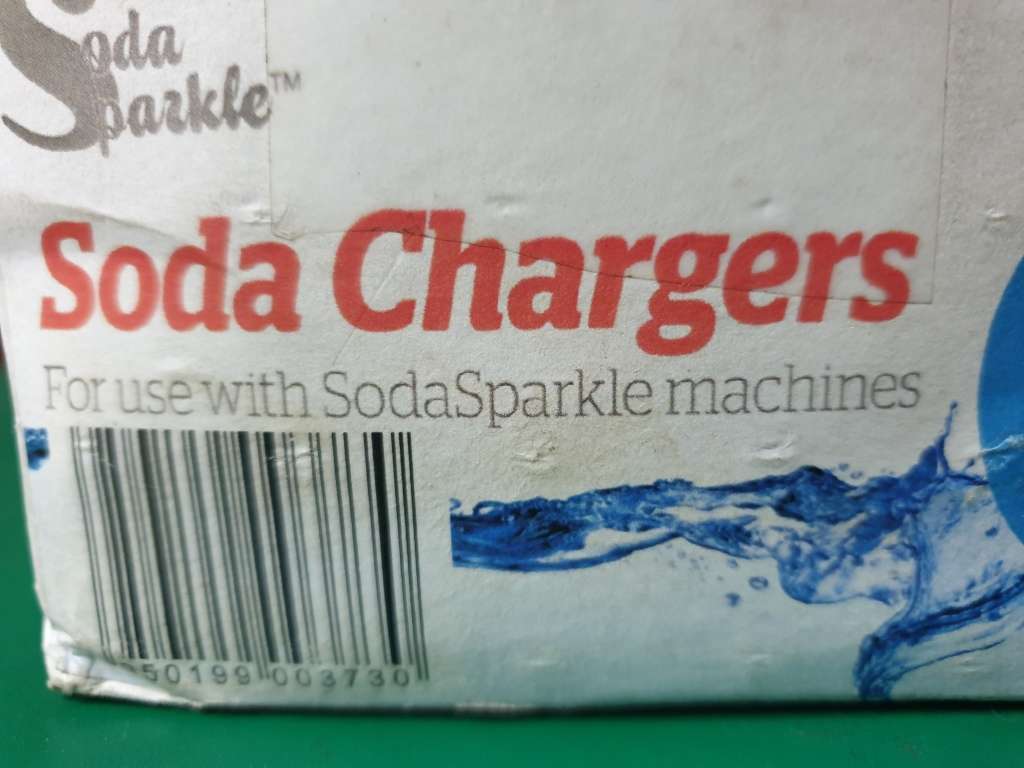 Soda
Sparkle™
Soda Chargers
For use with SodaSparkle machines
50199 003730